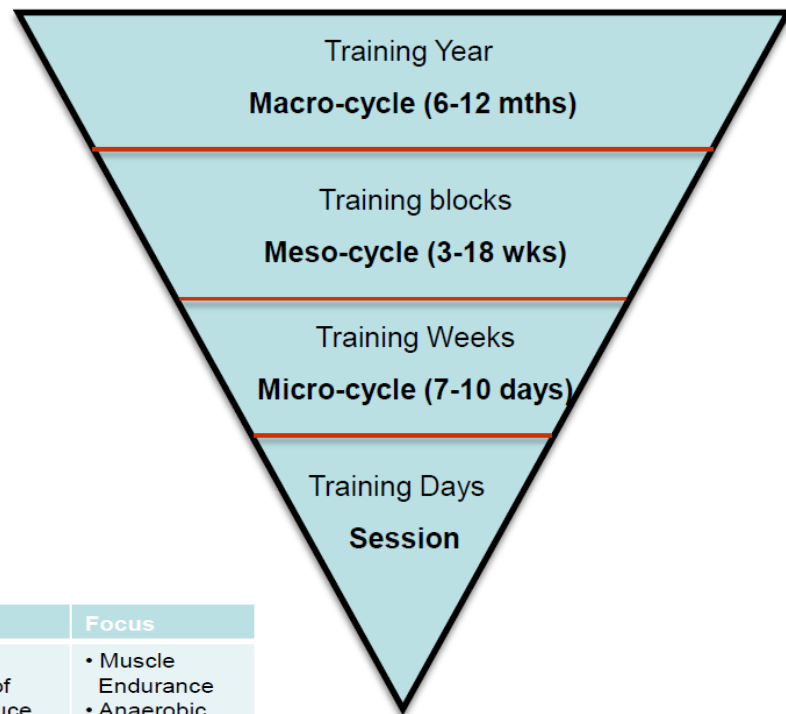 Training Year
Macro-cycle (6-12 mths)
Training blocks
Meso-cycle (3-18 wks)
Training Weeks
Micro-cycle (7-10 days)
Training Days
Session
Focus
• Muscle
Endurance
of
• Anaerobic